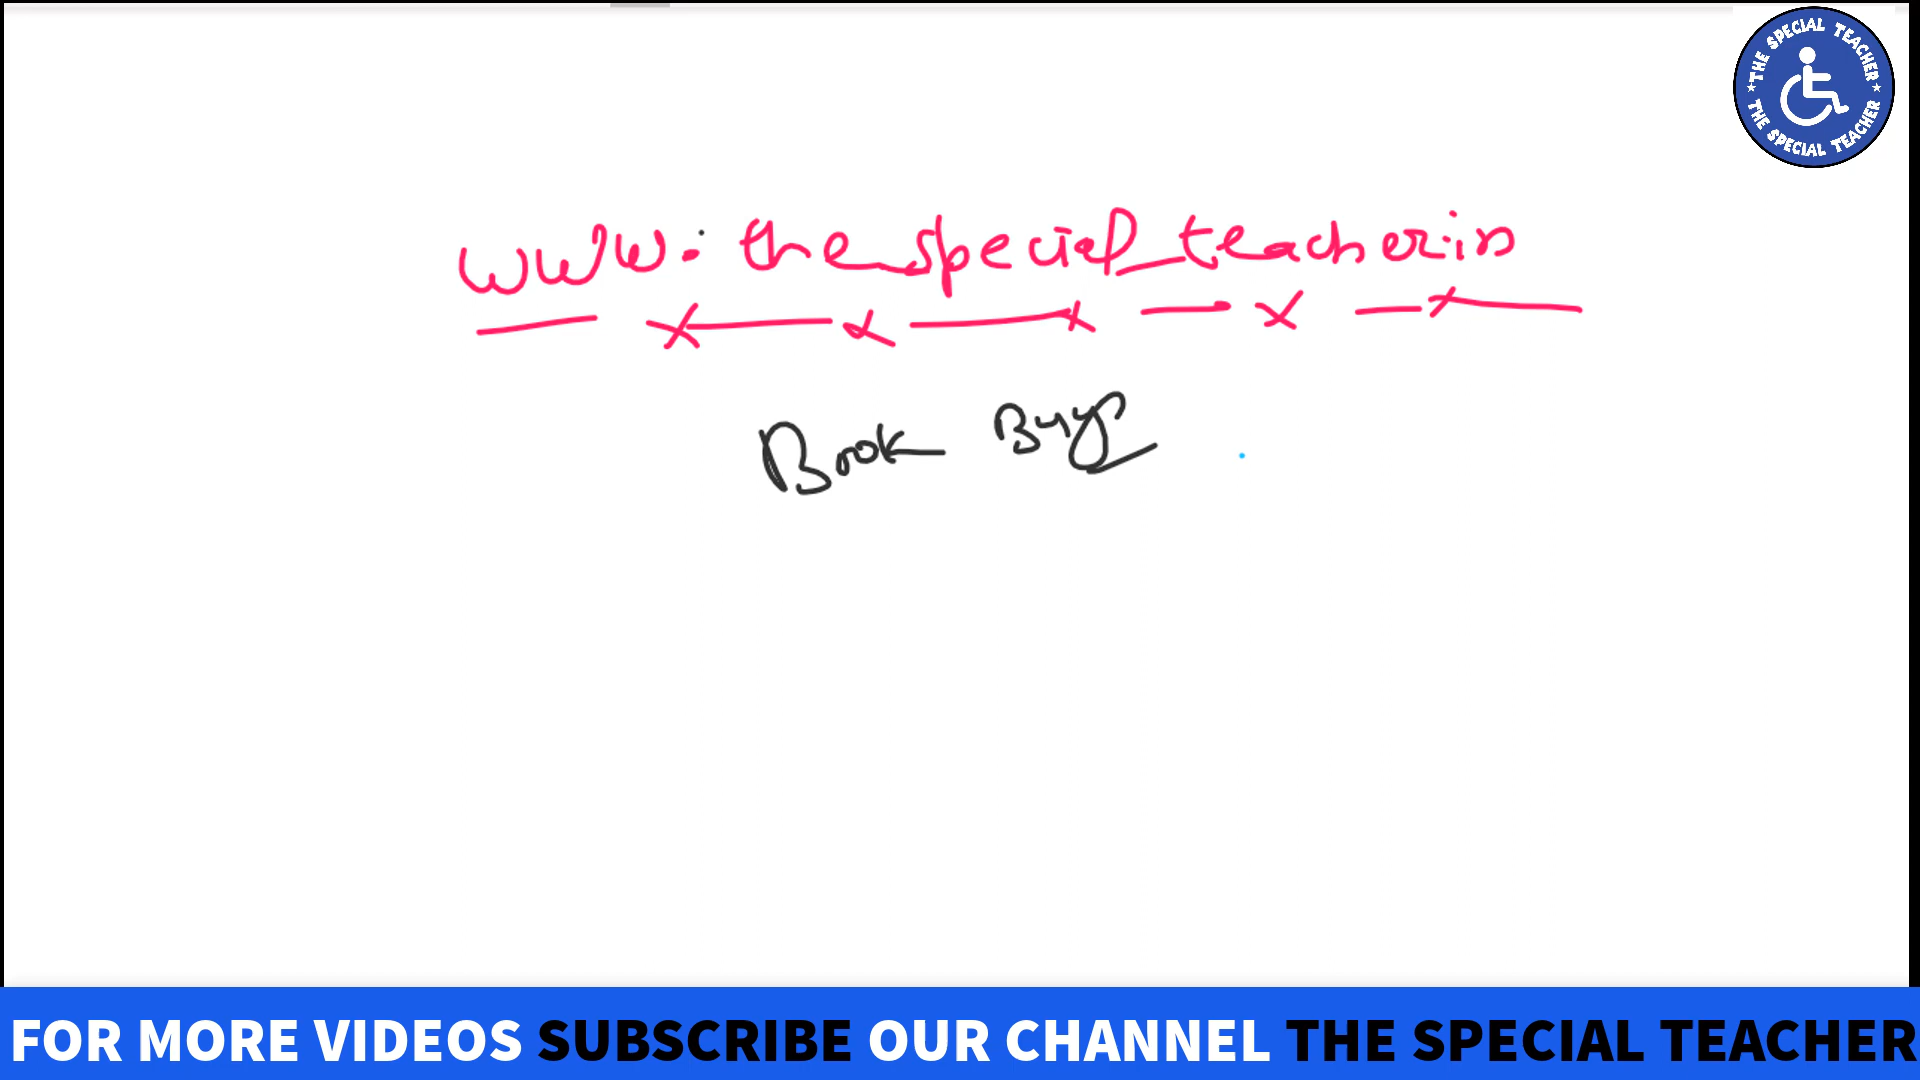 THE SPECIAL TEACHER
THE SPECIAL TEACHER
www.thespecialteacher.in
Book Buy
FOR MORE VIDEOS SUBSCRIBE OUR CHANNEL THE SPECIAL TEACHER